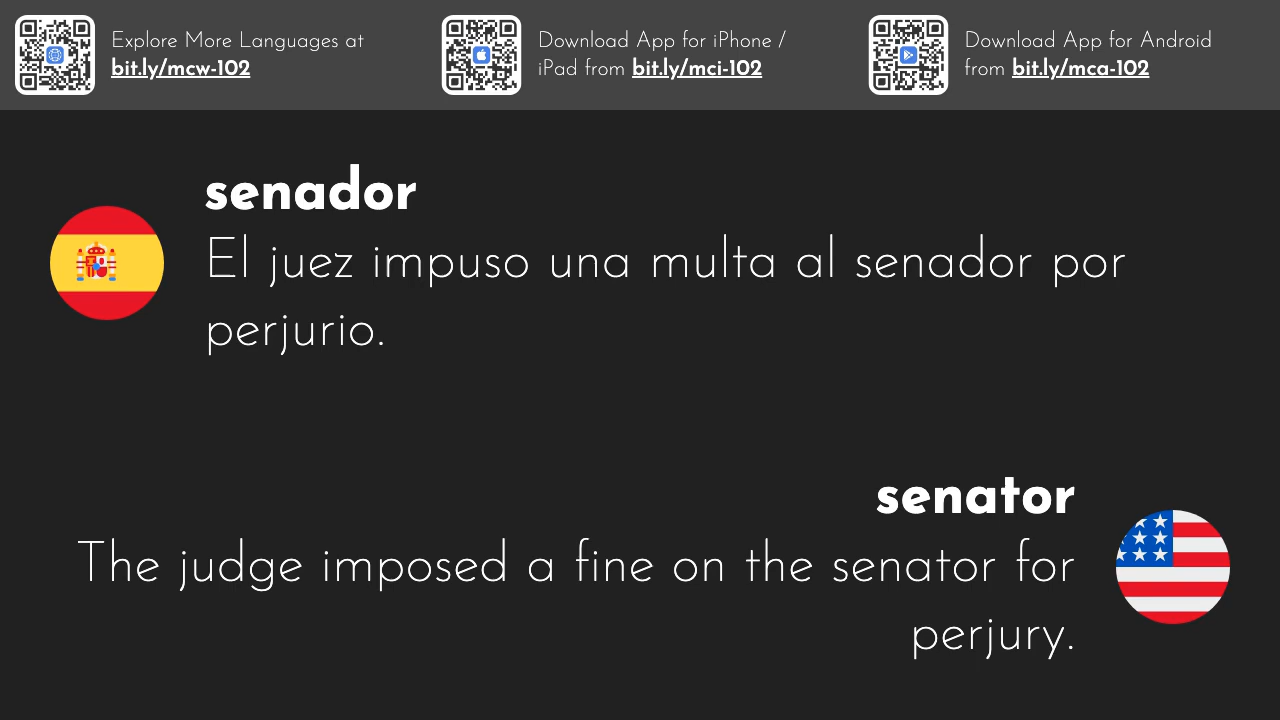 Explore More Languages at
bit.ly/mcw-102
Download App for iPhone /
iPad from bit.ly/mci-102
Download App for Android
from bit.ly/mca-102
senador
El juez impuso una multa al senador por
perjurio.
senator
The judge imposed a fine on the senator for
perjury.